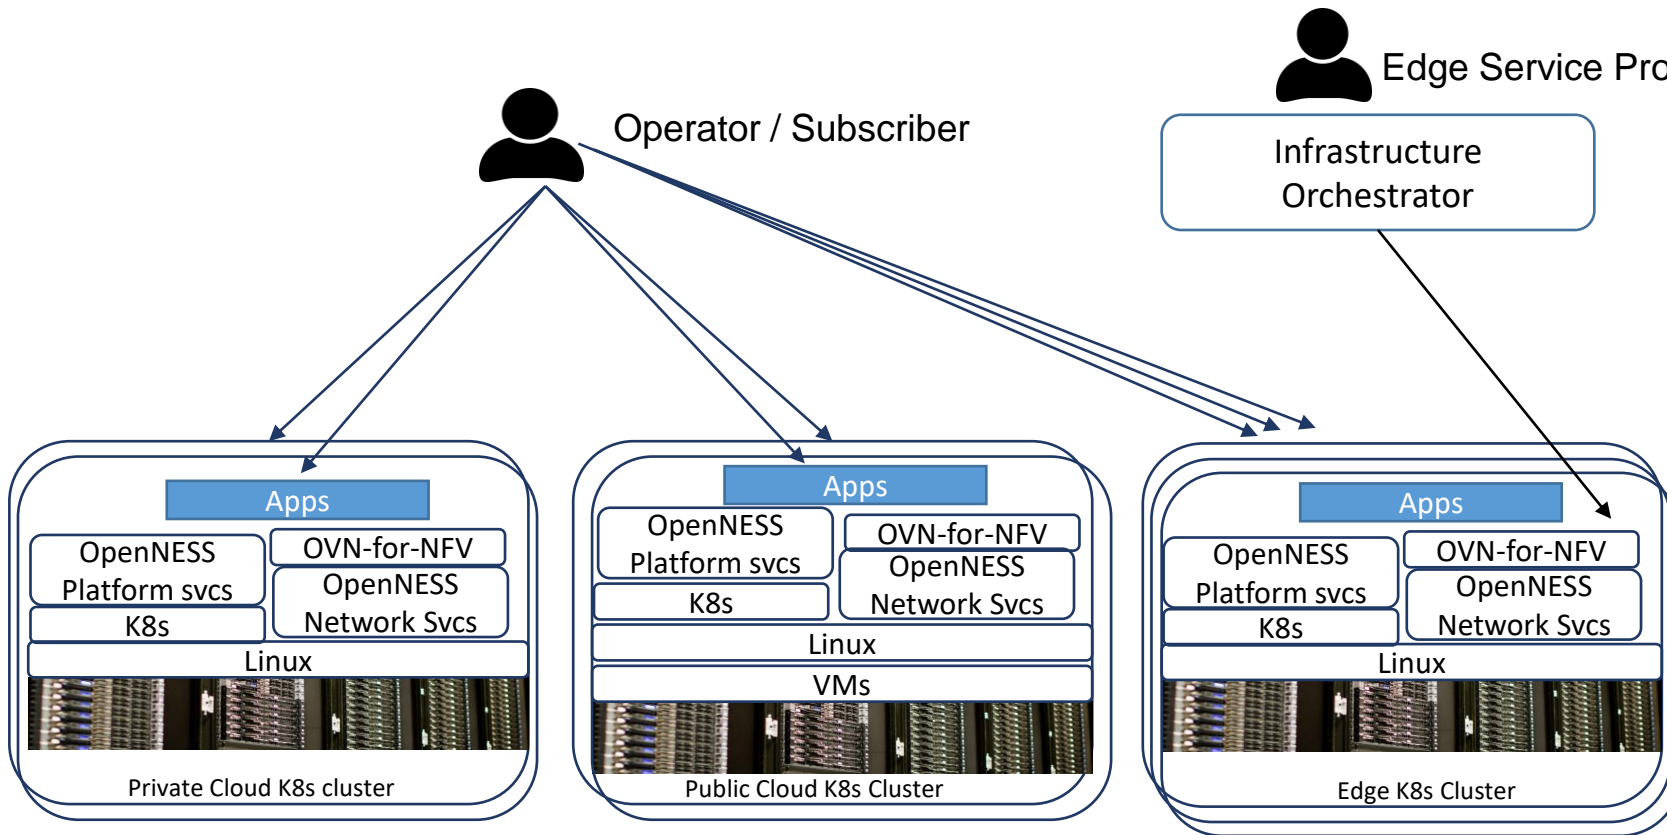 Edge Service Pro
Operator / Subscriber
Infrastructure
Orchestrator
Apps
OpenNESS
Platform svcs
OVN-for-NFV
OpenNESS
Network Svcs
K8s
Linux
Private Cloud K8s cluster
Apps
OpenNESS
Platform svcs
OVN-for-NFV
OpenNESS
Network Svcs
K8s
Linux
VMs
Public Cloud K8s Cluster
Apps
OpenNESS
Platform svcs
OVN-for-NFV
OpenNESS
Network Svcs
K8s
Linux
Edge K8s Cluster